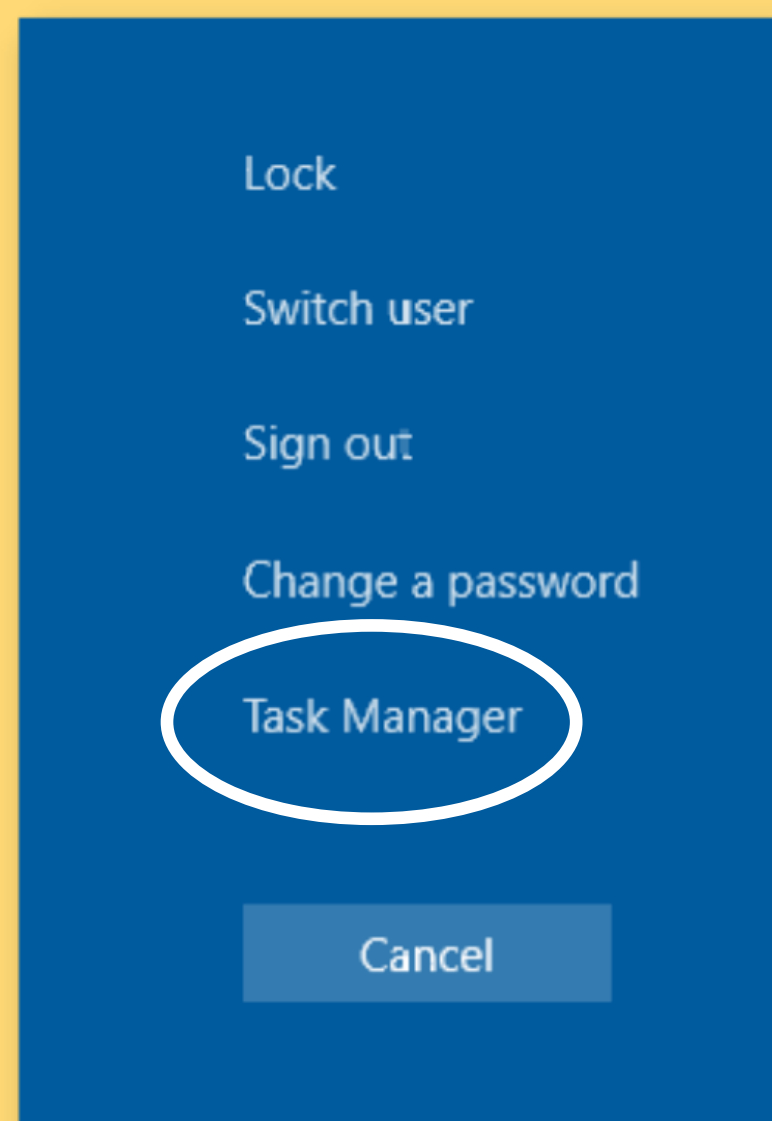 Lock
Switch user
Sign out
Change a password
Task Manager
Cancel